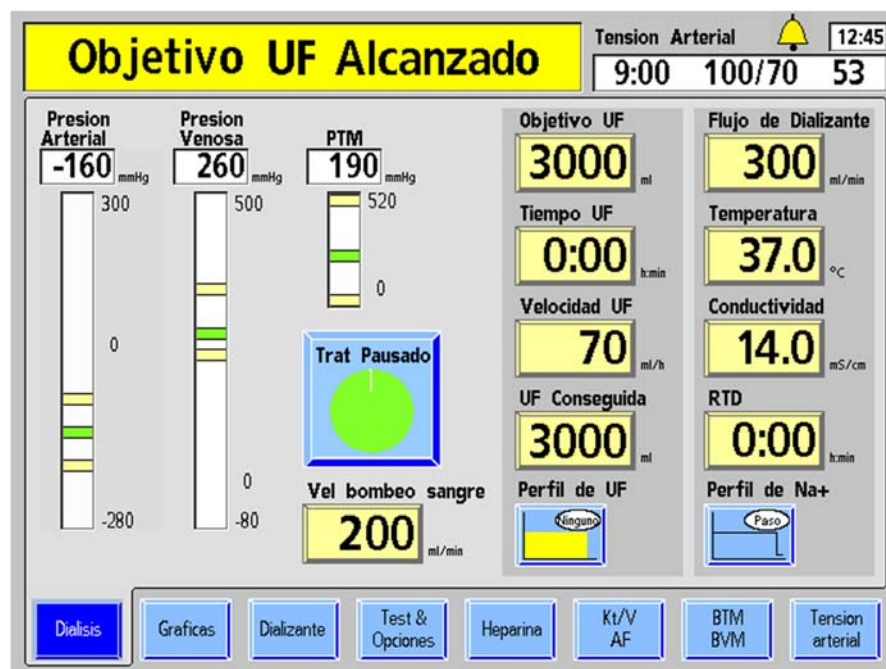 Objetivo UF Alcanzado
Tension Arterial
12:45
9:00 100/70 53
Presion
Arterial
-160 mmHg
300
0
-280
Presion
Venosa
260 mmHg
500
0
-80
PTM
190 mmHg
520
0
Trat Pausado
Vel bombeo sangre
200 ml/min
Objetivo UF
3000 ml
Tiempo UF
0:00 h:min
Velocidad UF
70 ml/h
UF Conseguida
3000 ml
Perfil de UF
Ninguno
Flujo de Dializante
300 ml/min
Temperatura
37.0 °C
Conductividad
14.0 mS/cm
RTD
0:00 h:min
Perfil de Na+
Paso
Dialisis
Graficas
Dializante
Test &
Opciones
Heparina
Kt/V
AF
BTM
BVM
Tension
arterial